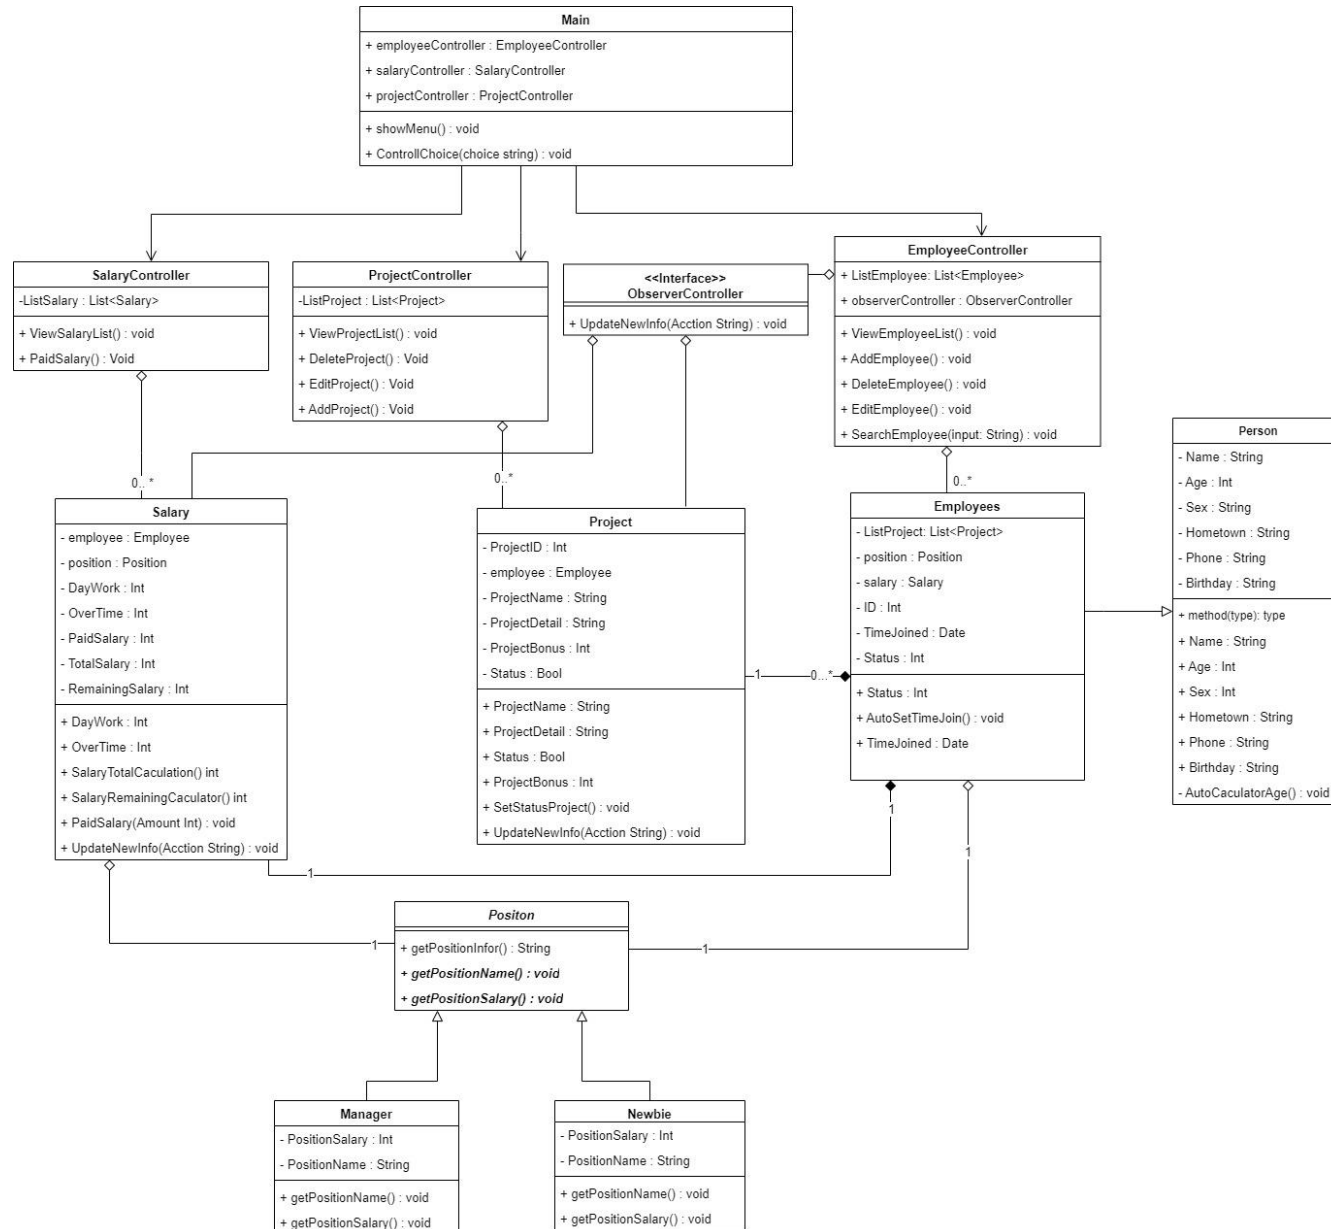 Main
+ employeeController : EmployeeController
+ salaryController : SalaryController
+ projectController : ProjectController
+ showMenu() : void
+ ControllChoice(choice string) : void
SalaryController
-ListSalary : List<Salary>
+ ViewSalaryList() : void
+ PaidSalary() : Void
ProjectController
-ListProject : List<Project>
+ ViewProjectList() : void
+ DeleteProject() : Void
+ EditProject() : Void
+ AddProject() : Void
<<Interface>>
ObserverController
+ UpdateNewInfo(Acction String) : void
EmployeeController
+ ListEmployee: List<Employee>
+ observerController : ObserverController
+ ViewEmployeeList() : void
+ AddEmployee() : void
+ DeleteEmployee() : void
+ EditEmployee() : void
+ SearchEmployee(input: String) : void
Person
- Name : String
- Age : Int
- Sex : String
- Hometown : String
- Phone : String
- Birthday : String
+ method(type): type
+ Name : String
+ Age : Int
+ Sex : Int
+ Hometown : String
+ Phone : String
+ Birthday : String
- AutoCaculatorAge() : void
0.. *
0..*
0..*
Salary
- employee : Employee
- position : Position
- DayWork : Int
- OverTime : Int
- PaidSalary : Int
- TotalSalary : Int
- RemainingSalary : Int
+ DayWork : Int
+ OverTime : Int
+ SalaryTotalCaculation() int
+ SalaryRemainingCaculator() int
+ PaidSalary(Amount Int) : void
+ UpdateNewInfo(Acction String) : void
Project
- ProjectID : Int
- employee : Employee
- ProjectName : String
- ProjectDetail : String
- ProjectBonus : Int
- Status : Bool
+ ProjectName : String
+ ProjectDetail : String
+ Status : Bool
+ ProjectBonus : Int
+ SetStatusProject() : void
+ UpdateNewInfo(Acction String) : void
1
0...*
Employees
- ListProject: List<Project>
- position : Position
- salary : Salary
- ID : Int
- TimeJoined : Date
- Status : Int
+ Status : Int
+ AutoSetTimeJoin() : void
+ TimeJoined : Date
1
1
1
1
1
Positon
+ getPositionInfor() : String
+ getPositionName() : void
+ getPositionSalary() : void
Manager
- PositionSalary : Int
- PositionName : String
+ getPositionName() : void
+ getPositionSalary() : void
Newbie
- PositionSalary : Int
- PositionName : String
+ getPositionName() : void
+ getPositionSalary() : void